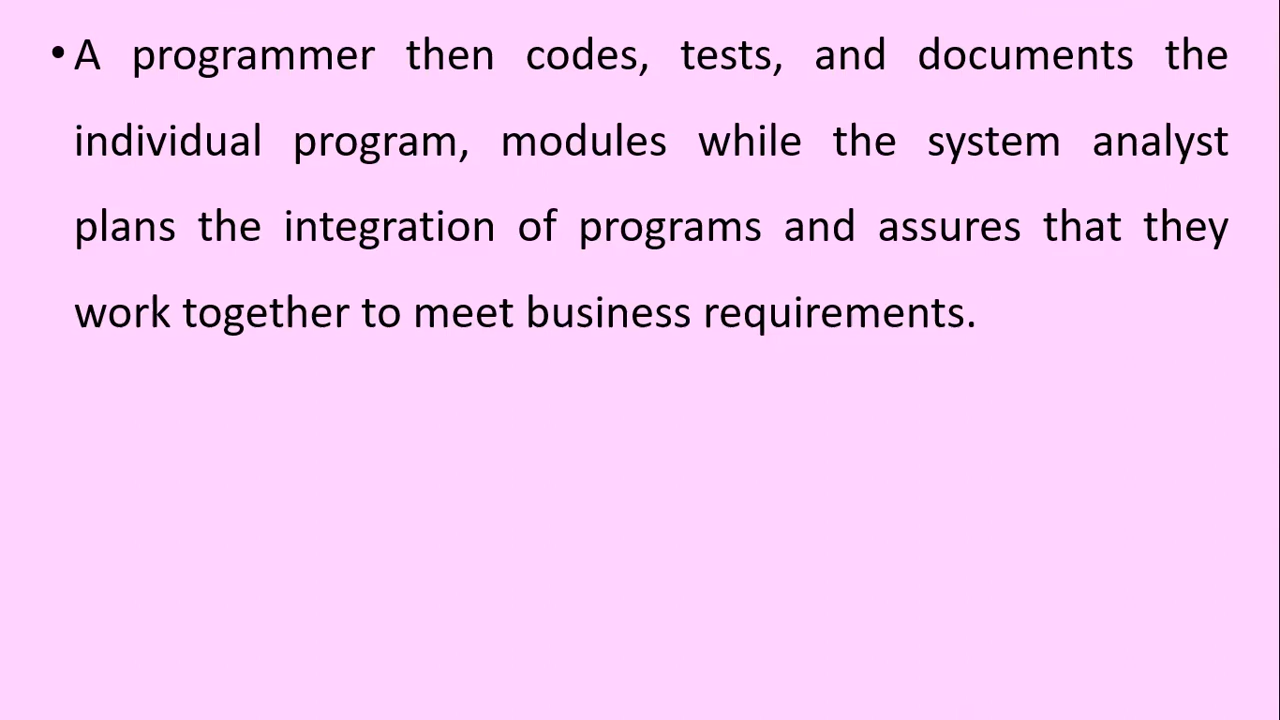 • A programmer then codes, tests, and documents the
individual program, modules while the system analyst
plans the integration of programs and assures that they
work together to meet business requirements.